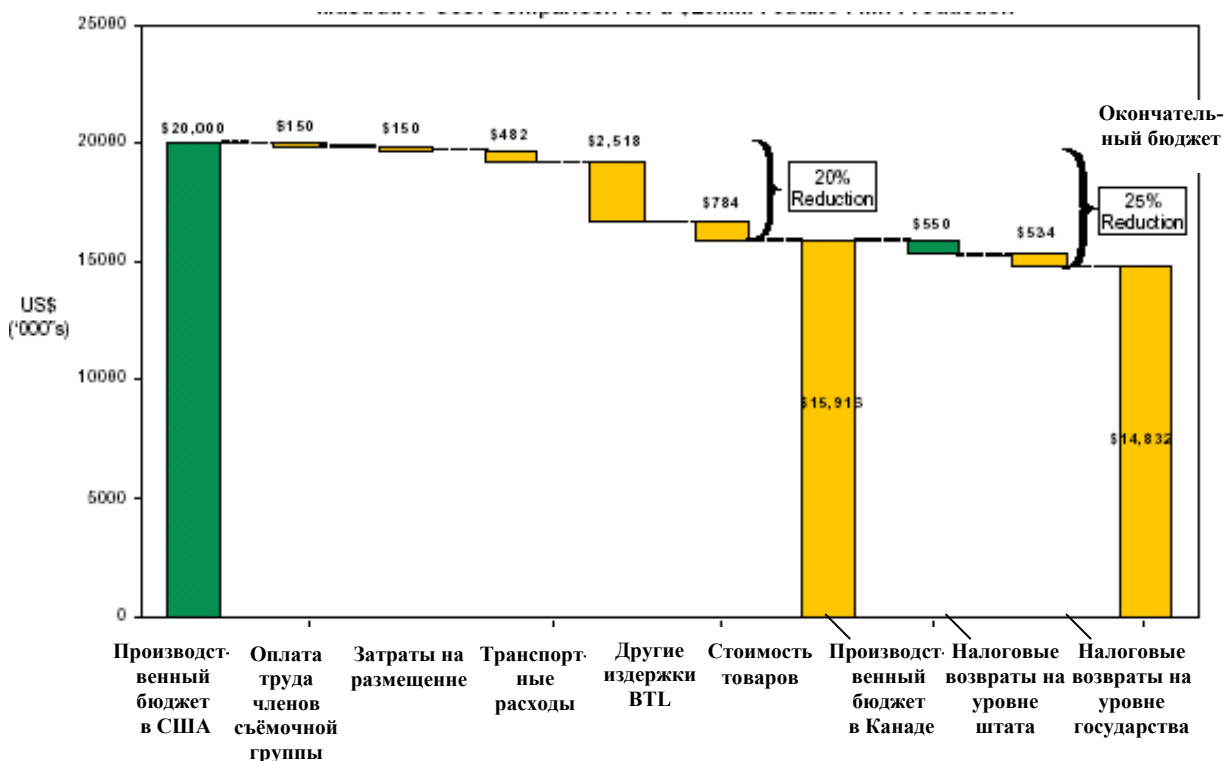 25000
20000
15000
10000
5000
0
US$
('000"s)
$20,000
$150
$150
$482
$2,518
$784
20%
Reduction
$15,916
$550
$534
25%
Reduction
$14,832
Окончатель-
ный бюджет
Производст-
венный
бюджет
в США
Оплата
труда
членов
съёмочной
группы
Затраты на
размещенне
Транспорт-
ные
расходы
Другие
издержки
BTL
Стоимость
товаров
Производст-
венный
бюджет
в Канаде
Налоговые
возвраты на
уровне
штата
Налоговые
возвраты на
уровне
государства